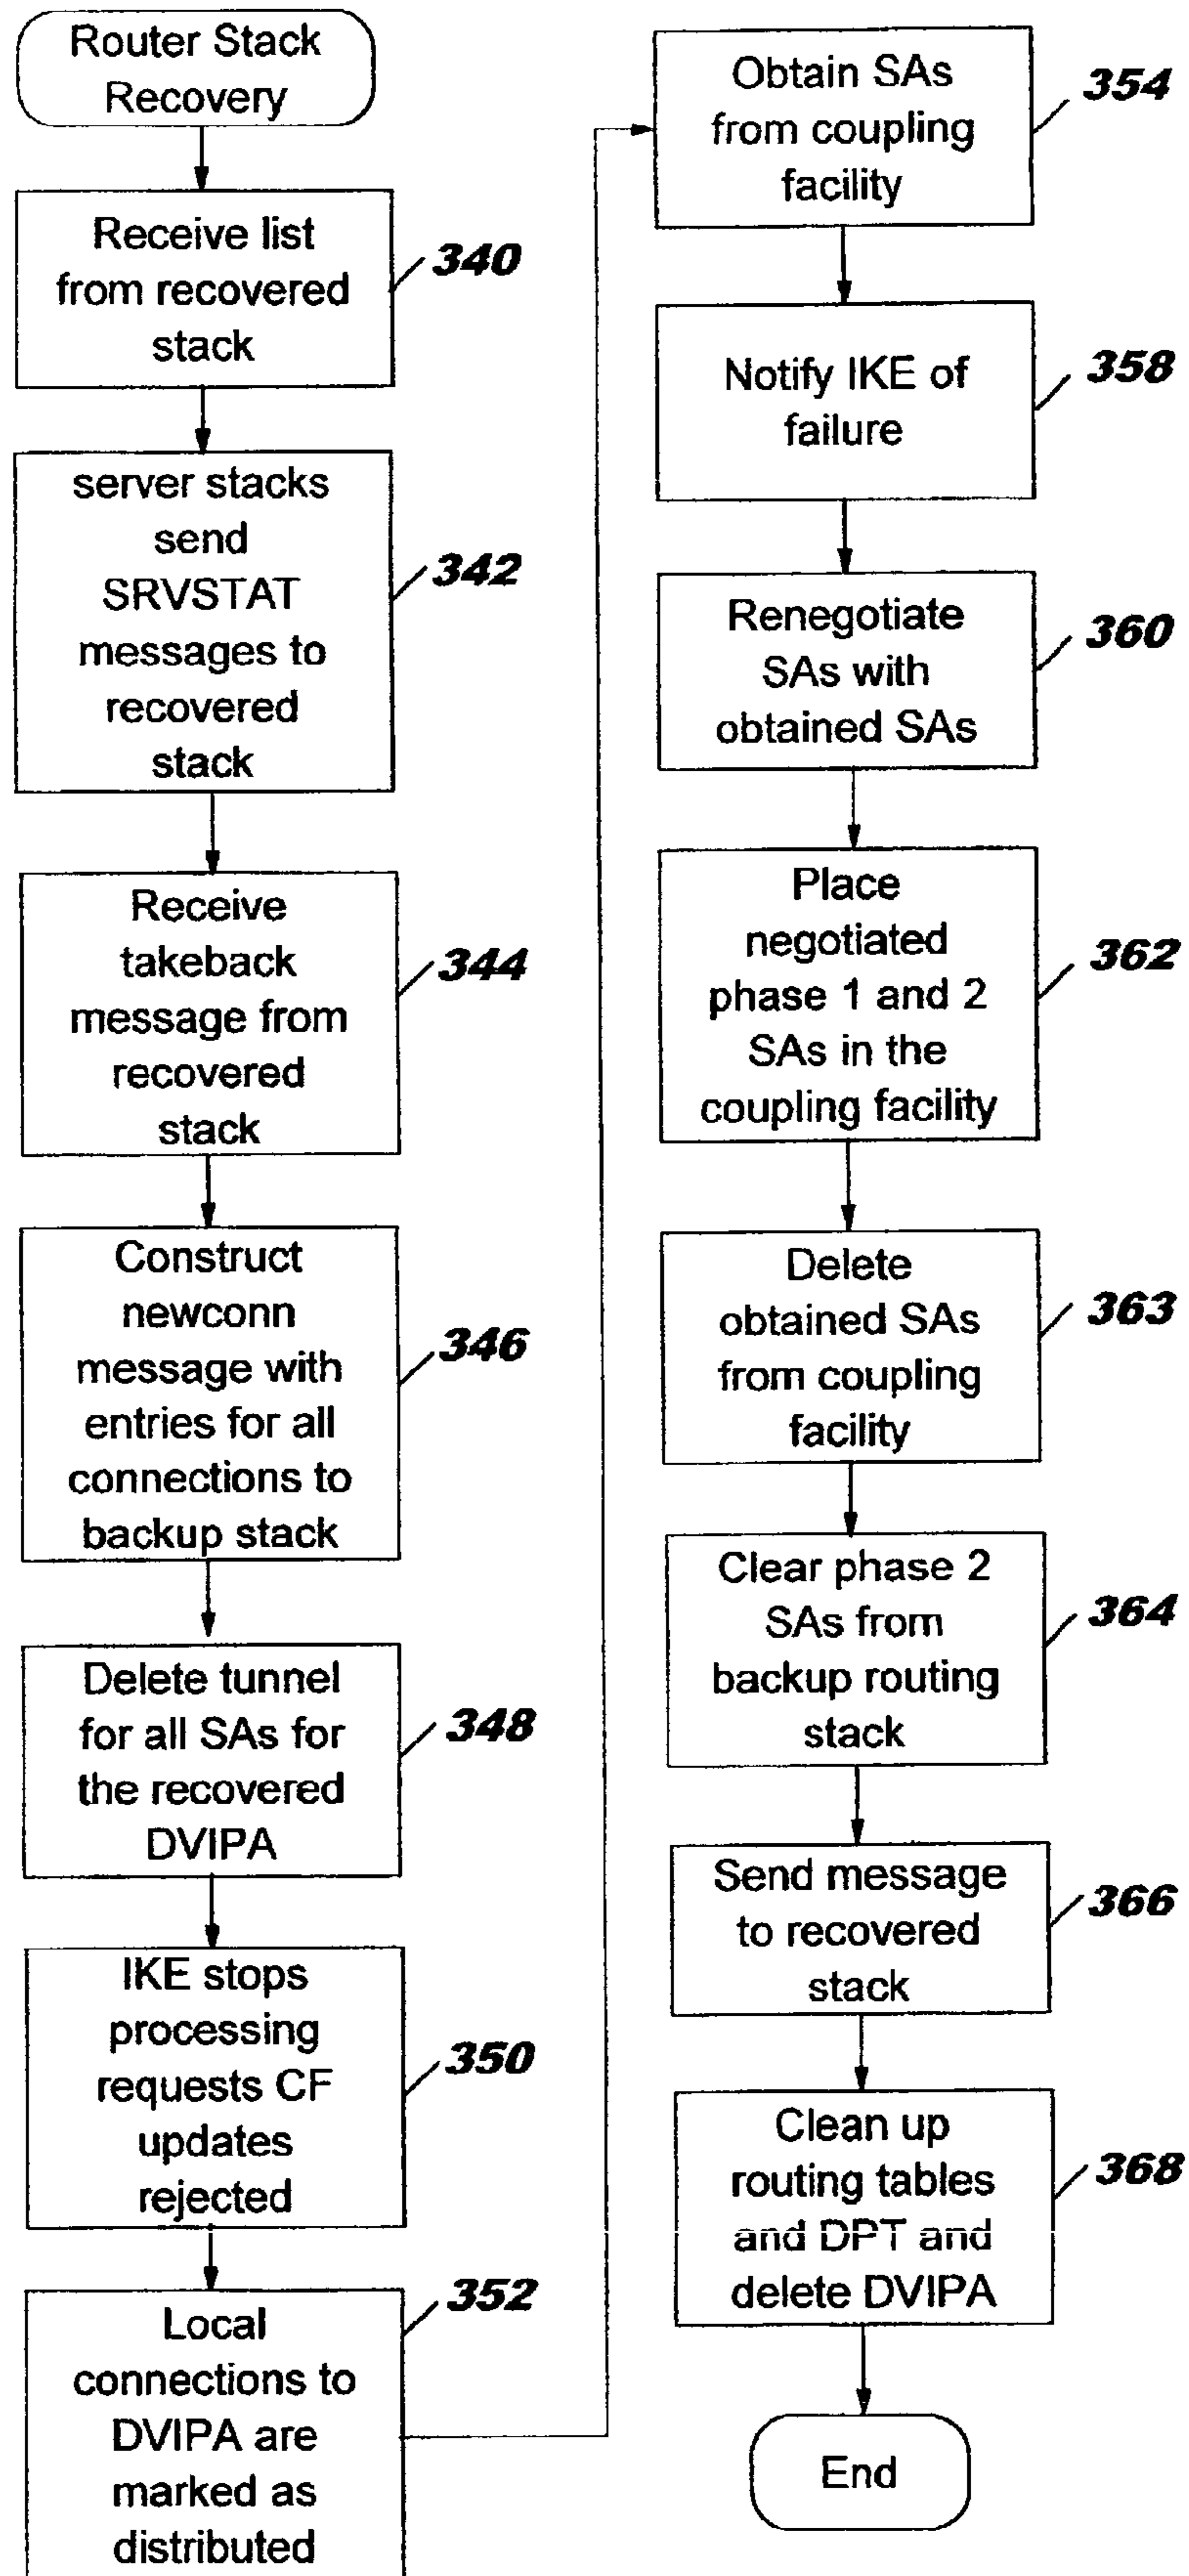 Router Stack
Recovery
Receive list
from recovered
stack
340
server stacks
send
SRVSTAT
messages to
recovered
stack
342
Receive
takeback
message from
recovered
stack
344
Construct
newconn
message with
entries for all
connections to
backup stack
346
Delete tunnel
for all SAs for
the recovered
DVIPA
348
IKE stops
processing
requests CF
updates
rejected
350
Local
connections to
DVIPA are
marked as
distributed
352
Obtain SAs
from coupling
facility
354
Notify IKE of
failure
358
Renegotiate
SAs with
obtained SAs
360
Place
negotiated
phase 1 and 2
SAs in the
coupling facility
362
Delete
obtained SAs
from coupling
facility
363
Clear phase 2
SAs from
backup routing
stack
364
Send message
to recovered
stack
366
Clean up
routing tables
and DPT and
delete DVIPA
368
End